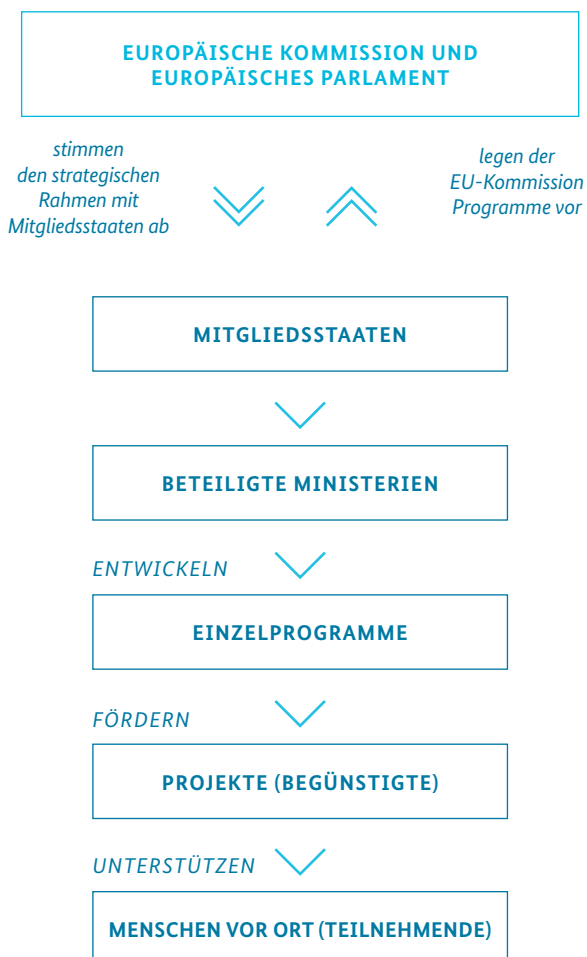 EUROPÄISCHE KOMMISSION UND
EUROPÄISCHES PARLAMENT
stimmen
den strategischen
Rahmen mit
Mitgliedsstaaten ab
legen der
EU-Kommission
Programme vor
MITGLIEDSSTAATEN
BETEILIGTE MINISTERIEN
ENTWICKELN
EINZELPROGRAMME
FÖRDERN
PROJEKTE (BEGÜNSTIGTE)
UNTERSTÜTZEN
MENSCHEN VOR ORT (TEILNEHMENDE)